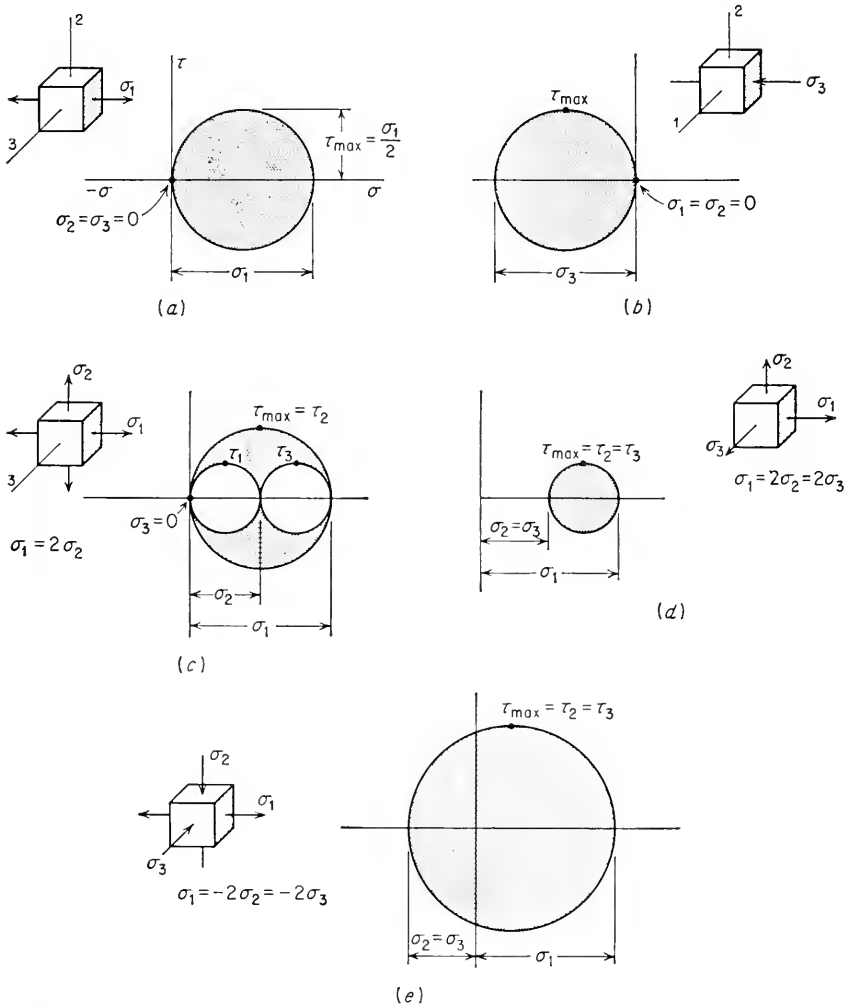 2
σ₁
3
τ
τmax = σ₁/2
-σ
σ
σ₂ = σ₃ = 0
σ₁
(a)
2
σ₃
1
τmax
σ₁ = σ₂ = 0
σ₃
(b)
σ₂
σ₁
3
σ₁ = 2σ₂
τmax = τ₂
τ₁
τ₃
σ₃ = 0
σ₂
σ₁
(c)
σ₂
σ₁
σ₃
σ₁ = 2σ₂ = 2σ₃
τmax = τ₂ = τ₃
σ₂ = σ₃
σ₁
(d)
σ₂
σ₁
σ₃
σ₁ = -2σ₂ = -2σ₃
τmax = τ₂ = τ₃
σ₂ = σ₃
σ₁
(e)